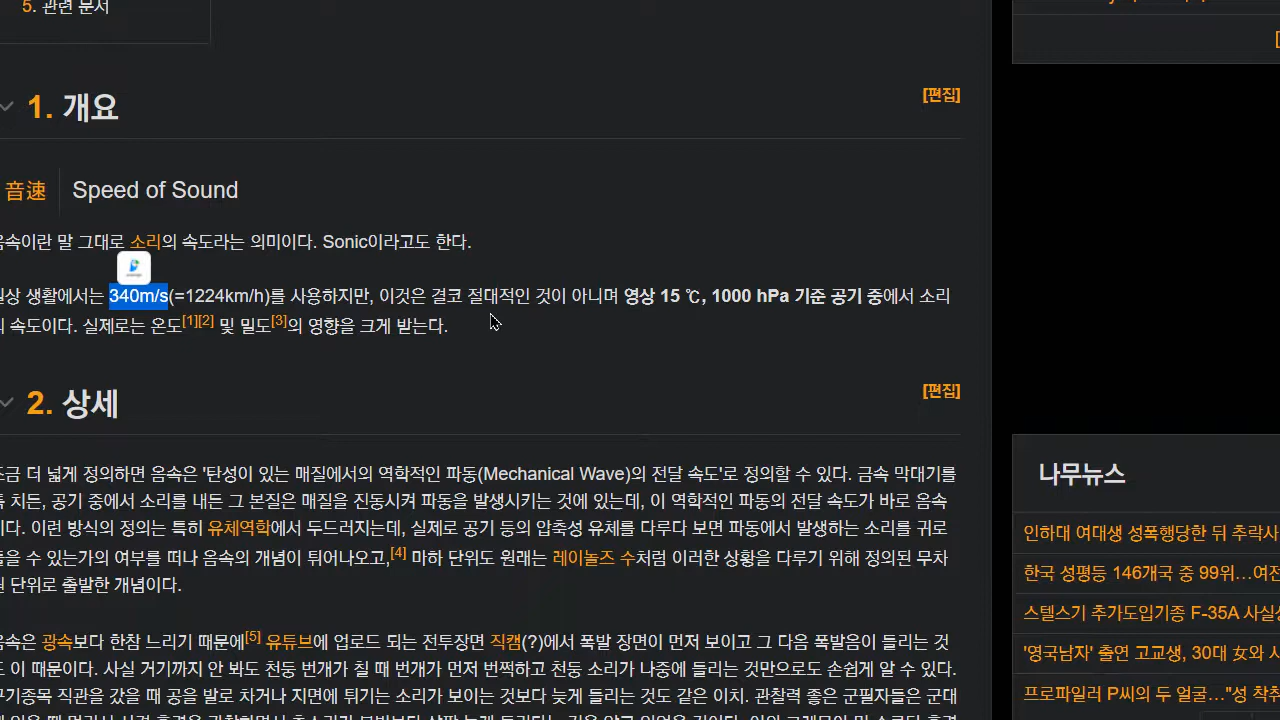 5. 관련 문서
1. 개요
[편집]
音速 Speed of Sound
음속이란 말 그대로 소리의 속도라는 의미이다. Sonic이라고도 한다.
일상 생활에서는 340m/s(=1224km/h)를 사용하지만, 이것은 결코 절대적인 것이 아니며 영상 15 ℃, 1000 hPa 기준 공기 중에서 소리
의 속도이다. 실제로는 온도[1][2] 및 밀도[3]의 영향을 크게 받는다.
2. 상세
[편집]
조금 더 넓게 정의하면 음속은 '탄성이 있는 매질에서의 역학적인 파동(Mechanical Wave)의 전달 속도'로 정의할 수 있다. 금속 막대기를
치든, 공기 중에서 소리를 내든 그 본질은 매질을 진동시켜 파동을 발생시키는 것에 있는데, 이 역학적인 파동의 전달 속도가 바로 음속
이다. 이런 방식의 정의는 특히 유체역학에서 두드러지는데, 실제로 공기 등의 압축성 유체를 다루다 보면 파동에서 발생하는 소리를 귀로
들을 수 있는가의 여부를 떠나 음속의 개념이 튀어나오고,[4] 마하 단위도 원래는 레이놀즈 수처럼 이러한 상황을 다루기 위해 정의된 무차
원 단위로 출발한 개념이다.
음속은 광속보다 한참 느리기 때문에[5] 유튜브에 업로드 되는 전투장면 직캠(?)에서 폭발 장면이 먼저 보이고 그 다음 폭발음이 들리는 것
도 이 때문이다. 사실 거기까지 안 봐도 천둥 번개가 칠 때 번개가 먼저 번쩍하고 천둥 소리가 나중에 들리는 것만으로도 손쉽게 알 수 있다.
구기종목 직관을 갔을 때 공을 발로 차거나 지면에 튀기는 소리가 보이는 것보다 늦게 들리는 것도 같은 이치. 관찰력 좋은 군필자들은 군대
나무뉴스
인하대 여대생 성폭행당한 뒤 추락사
한국 성평등 146개국 중 99위…여전
스텔스기 추가도입기종 F-35A 사실상
'영국남자' 출연 고교생, 30대 女와 사
프로파일러 P씨의 두 얼굴…"성 착취